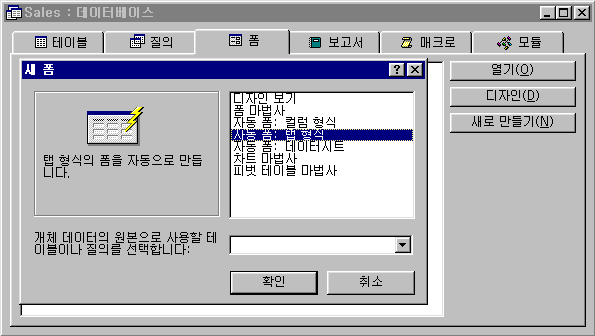 Sales : 데이터베이스
테이블 질의 폼 보고서 매크로 모듈
열기(O)
디자인(D)
새로 만들기(N)
새 폼
디자인 보기
폼 마법사
자동 폼: 컬럼 형식
자동 폼: 탭 형식
자동 폼: 데이터시트
차트 마법사
피벗 테이블 마법사
탭 형식의 폼을 자동으로 만듭
니다.
개체 데이터의 원본으로 사용할 테
이블이나 질의를 선택합니다:
확인 취소